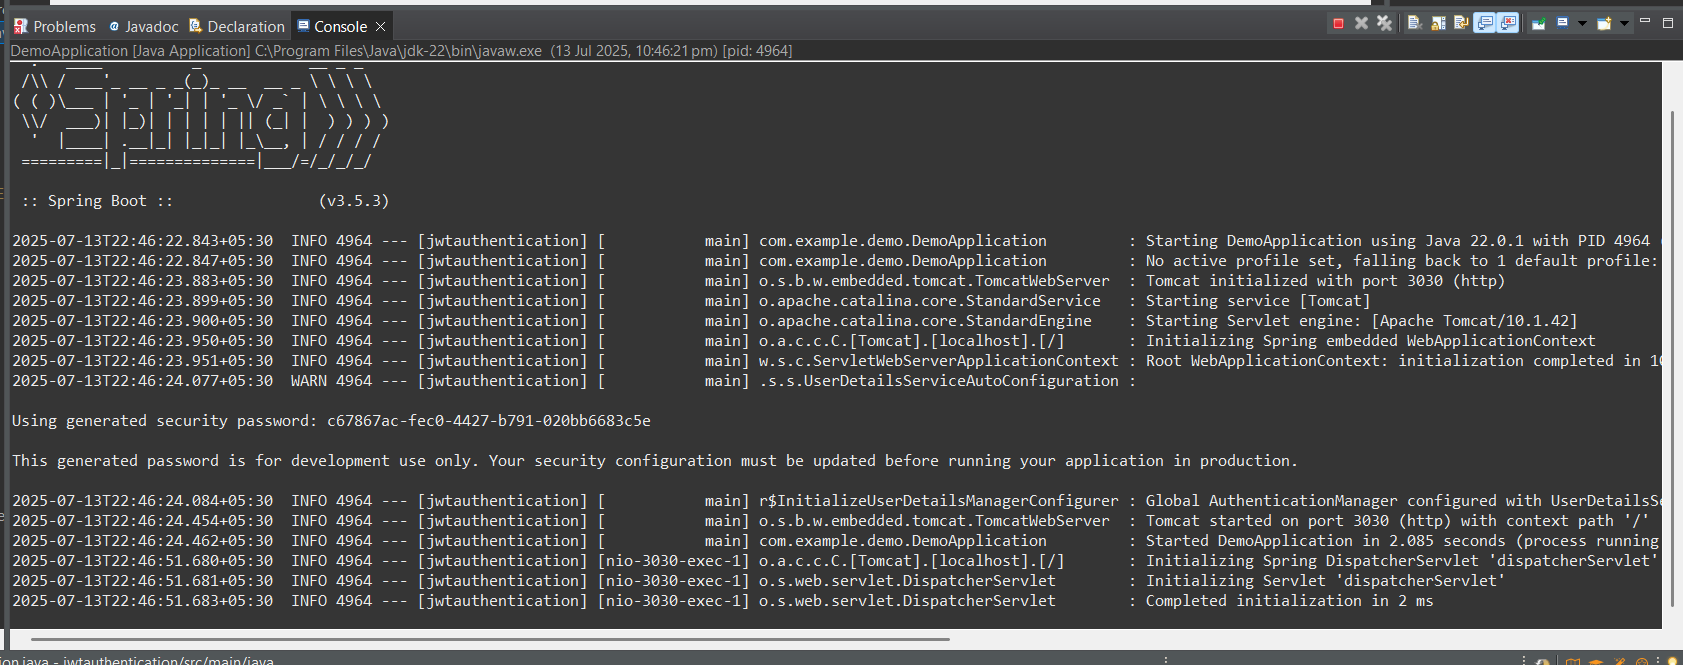 Problems @ Javadoc Declaration Console ×
DemoApplication [Java Application] C:\Program Files\Java\jdk-22\bin\javaw.exe (13 Jul 2025, 10:46:21 pm) [pid: 4964]
 /\\ / ___'_ __ _ _(_)_ __  __ _ \ \ \ \
( ( )\___ | '_ | '_| | '_ \/ _` | \ \ \ \
 \\/  ___)| |_)| | | | | || (_| |  ) ) ) )
  '  |____| .__|_| |_|_| |_\__, | / / / /
 =========|_|==============|___/=/_/_/_/
:: Spring Boot :: (v3.5.3)
2025-07-13T22:46:22.843+05:30 INFO 4964 --- [jwtauthentication] [ main] com.example.demo.DemoApplication : Starting DemoApplication using Java 22.0.1 with PID 4964
2025-07-13T22:46:22.847+05:30 INFO 4964 --- [jwtauthentication] [ main] com.example.demo.DemoApplication : No active profile set, falling back to 1 default profile:
2025-07-13T22:46:23.883+05:30 INFO 4964 --- [jwtauthentication] [ main] o.s.b.w.embedded.tomcat.TomcatWebServer : Tomcat initialized with port 3030 (http)
2025-07-13T22:46:23.899+05:30 INFO 4964 --- [jwtauthentication] [ main] o.apache.catalina.core.StandardService : Starting service [Tomcat]
2025-07-13T22:46:23.900+05:30 INFO 4964 --- [jwtauthentication] [ main] o.apache.catalina.core.StandardEngine : Starting Servlet engine: [Apache Tomcat/10.1.42]
2025-07-13T22:46:23.950+05:30 INFO 4964 --- [jwtauthentication] [ main] o.a.c.c.C.[Tomcat].[localhost].[/] : Initializing Spring embedded WebApplicationContext
2025-07-13T22:46:23.951+05:30 INFO 4964 --- [jwtauthentication] [ main] w.s.c.ServletWebServerApplicationContext : Root WebApplicationContext: initialization completed in 10
2025-07-13T22:46:24.077+05:30 WARN 4964 --- [jwtauthentication] [ main] .s.s.UserDetailsServiceAutoConfiguration :
Using generated security password: c67867ac-fec0-4427-b791-020bb6683c5e
This generated password is for development use only. Your security configuration must be updated before running your application in production.
2025-07-13T22:46:24.084+05:30 INFO 4964 --- [jwtauthentication] [ main] r$InitializeUserDetailsManagerConfigurer : Global AuthenticationManager configured with UserDetailsSe
2025-07-13T22:46:24.454+05:30 INFO 4964 --- [jwtauthentication] [ main] o.s.b.w.embedded.tomcat.TomcatWebServer : Tomcat started on port 3030 (http) with context path '/'
2025-07-13T22:46:24.462+05:30 INFO 4964 --- [jwtauthentication] [ main] com.example.demo.DemoApplication : Started DemoApplication in 2.085 seconds (process running
2025-07-13T22:46:51.680+05:30 INFO 4964 --- [jwtauthentication] [nio-3030-exec-1] o.a.c.c.C.[Tomcat].[localhost].[/] : Initializing Spring DispatcherServlet 'dispatcherServlet'
2025-07-13T22:46:51.681+05:30 INFO 4964 --- [jwtauthentication] [nio-3030-exec-1] o.s.web.servlet.DispatcherServlet : Initializing Servlet 'dispatcherServlet'
2025-07-13T22:46:51.683+05:30 INFO 4964 --- [jwtauthentication] [nio-3030-exec-1] o.s.web.servlet.DispatcherServlet : Completed initialization in 2 ms
ion.java - jwtauthentication/src/main/java